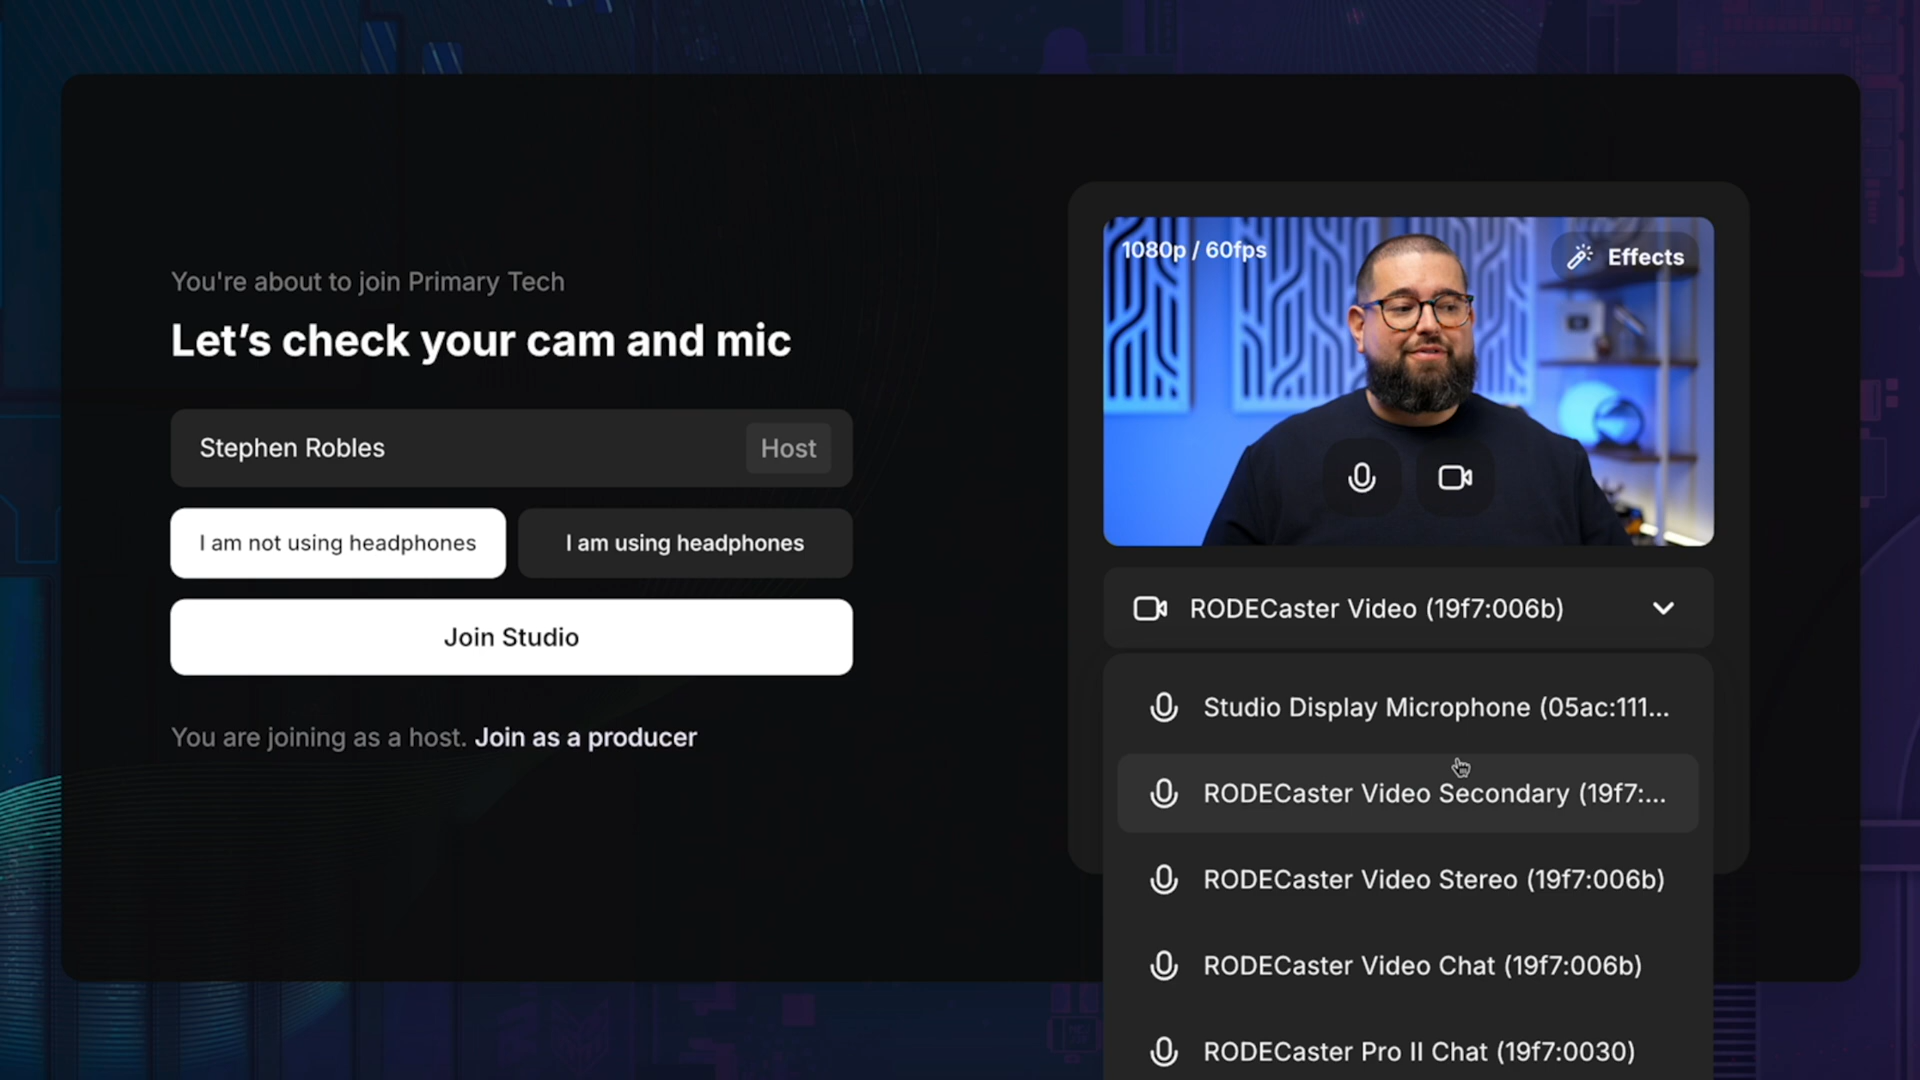 You're about to join Primary Tech
Let's check your cam and mic
Stephen Robles
Host
I am not using headphones
I am using headphones
Join Studio
You are joining as a host. Join as a producer
1080p / 60fps
Effects
RODECaster Video (19f7:006b)
Studio Display Microphone (05ac:111...
RODECaster Video Secondary (19f7:...
RODECaster Video Stereo (19f7:006b)
RODECaster Video Chat (19f7:006b)
RODECaster Pro II Chat (19f7:0030)